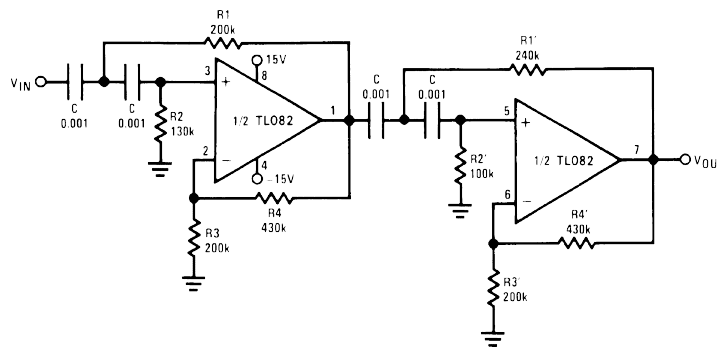 R1
200k
15V
8
VIN
C
0.001
C
0.001
R2
130k
3
+
1/2 TL082
1
2
−
4
−15V
R4
430k
R3
200k
R1'
240k
C
0.001
C
0.001
R2'
100k
5
+
1/2 TL082
7
VOU
6
−
R4'
430k
R3'
200k